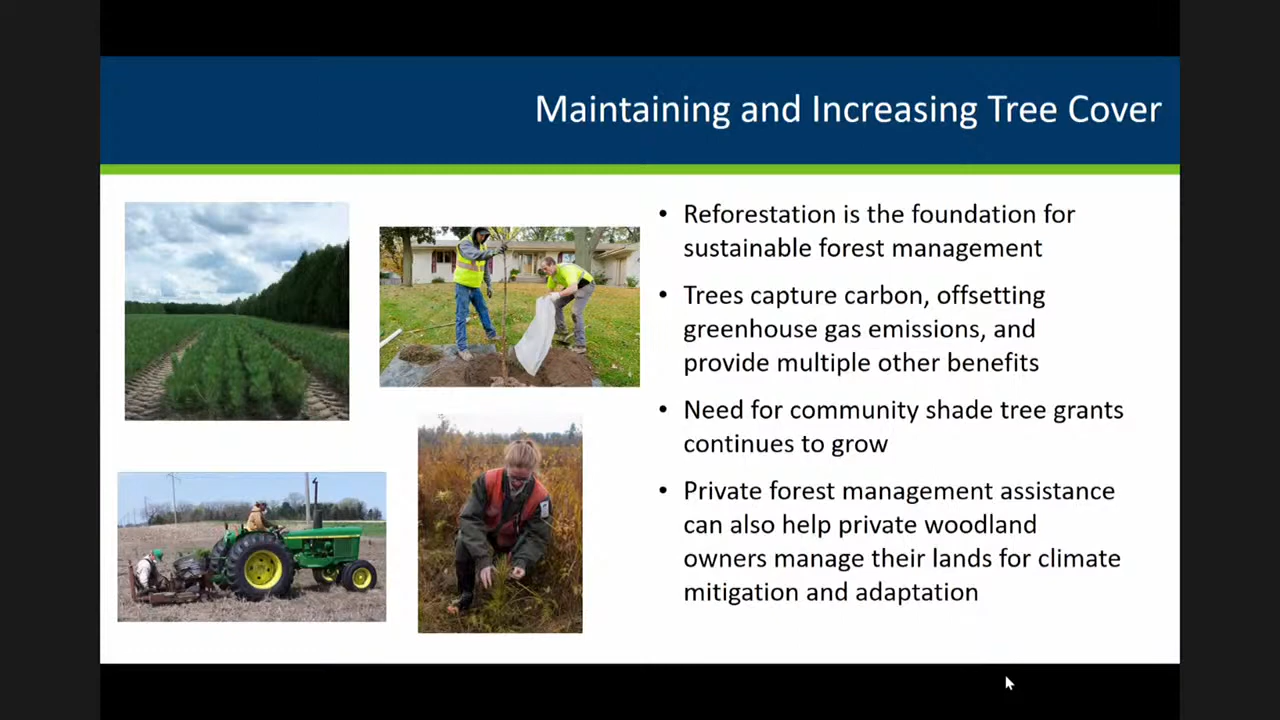 Maintaining and Increasing Tree Cover
• Reforestation is the foundation for
sustainable forest management
• Trees capture carbon, offsetting
greenhouse gas emissions, and
provide multiple other benefits
• Need for community shade tree grants
continues to grow
• Private forest management assistance
can also help private woodland
owners manage their lands for climate
mitigation and adaptation